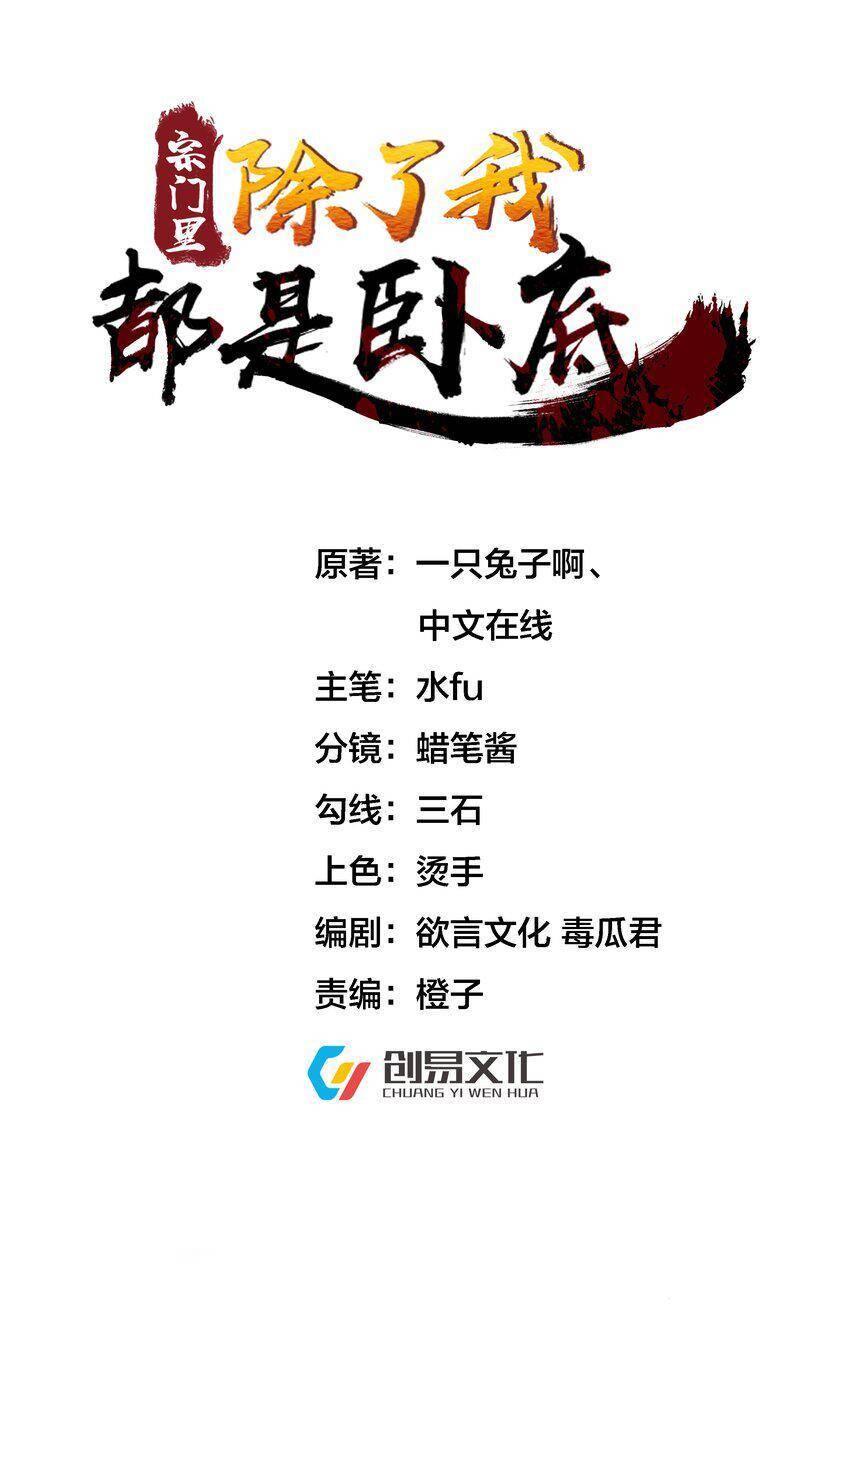 宗门里
除了我
都是卧底
原著：一只兔子啊、
中文在线
主笔：水fu
分镜：蜡笔酱
勾线：三石
上色：烫手
编剧：欲言文化 毒瓜君
责编：橙子
创易文化
CHUANG YI WEN HUA